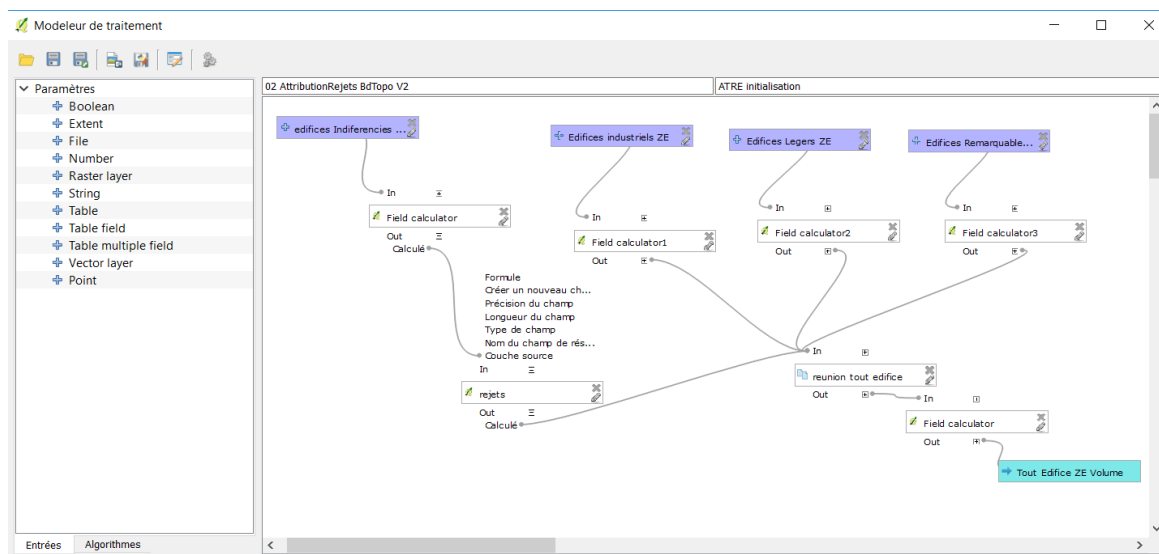 Modeleur de traitement
02 AttributionRejets BdTopo V2
ATRE initialisation
Paramètres
Boolean
Extent
File
Number
Raster layer
String
Table
Table field
Table multiple field
Vector layer
Point
Entrées
Algorithmes
edifices Indiferencies ...
Edifices industriels ZE
Edifices Legers ZE
Edifices Remarquable...
In
Field calculator
Out
Calculé
In
Field calculator1
Out
In
Field calculator2
Out
In
Field calculator3
Out
Formule
Créer un nouveau ch...
Précision du champ
Longueur du champ
Type de champ
Nom du champ de rés...
Couche source
In
rejets
Out
Calculé
In
reunion tout edifice
Out
In
Field calculator
Out
Tout Edifice ZE Volume